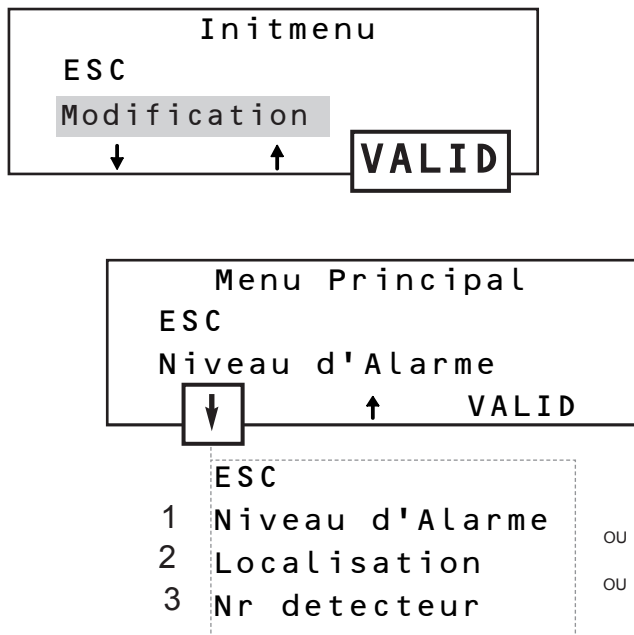 Initmenu
ESC
Modification
↓ ↑ VALID
Menu Principal
ESC
Niveau d'Alarme
↓ ↑ VALID
ESC
1 Niveau d'Alarme ou
2 Localisation
3 Nr detecteur ou